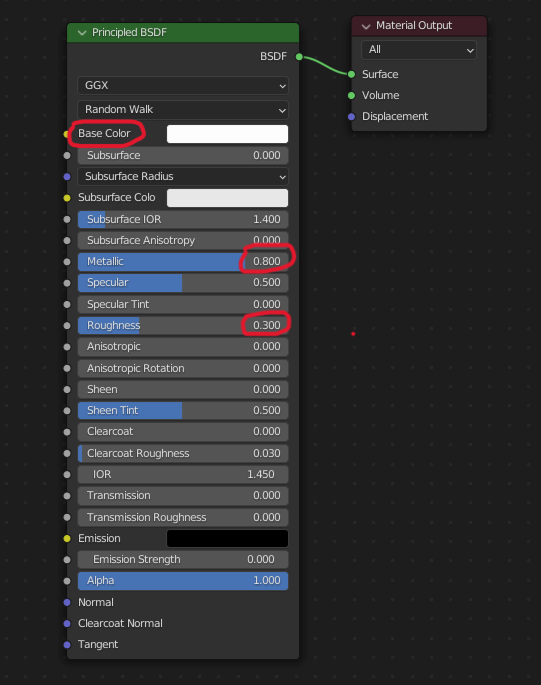 Principled BSDF
BSDF
GGX
Random Walk
Base Color
Subsurface 0.000
Subsurface Radius
Subsurface Colo
Subsurface IOR 1.400
Subsurface Anisotropy 0.000
Metallic 0.800
Specular 0.500
Specular Tint 0.000
Roughness 0.300
Anisotropic 0.000
Anisotropic Rotation 0.000
Sheen 0.000
Sheen Tint 0.500
Clearcoat 0.000
Clearcoat Roughness 0.030
IOR 1.450
Transmission 0.000
Transmission Roughness 0.000
Emission
Emission Strength 0.000
Alpha 1.000
Normal
Clearcoat Normal
Tangent
Material Output
All
Surface
Volume
Displacement